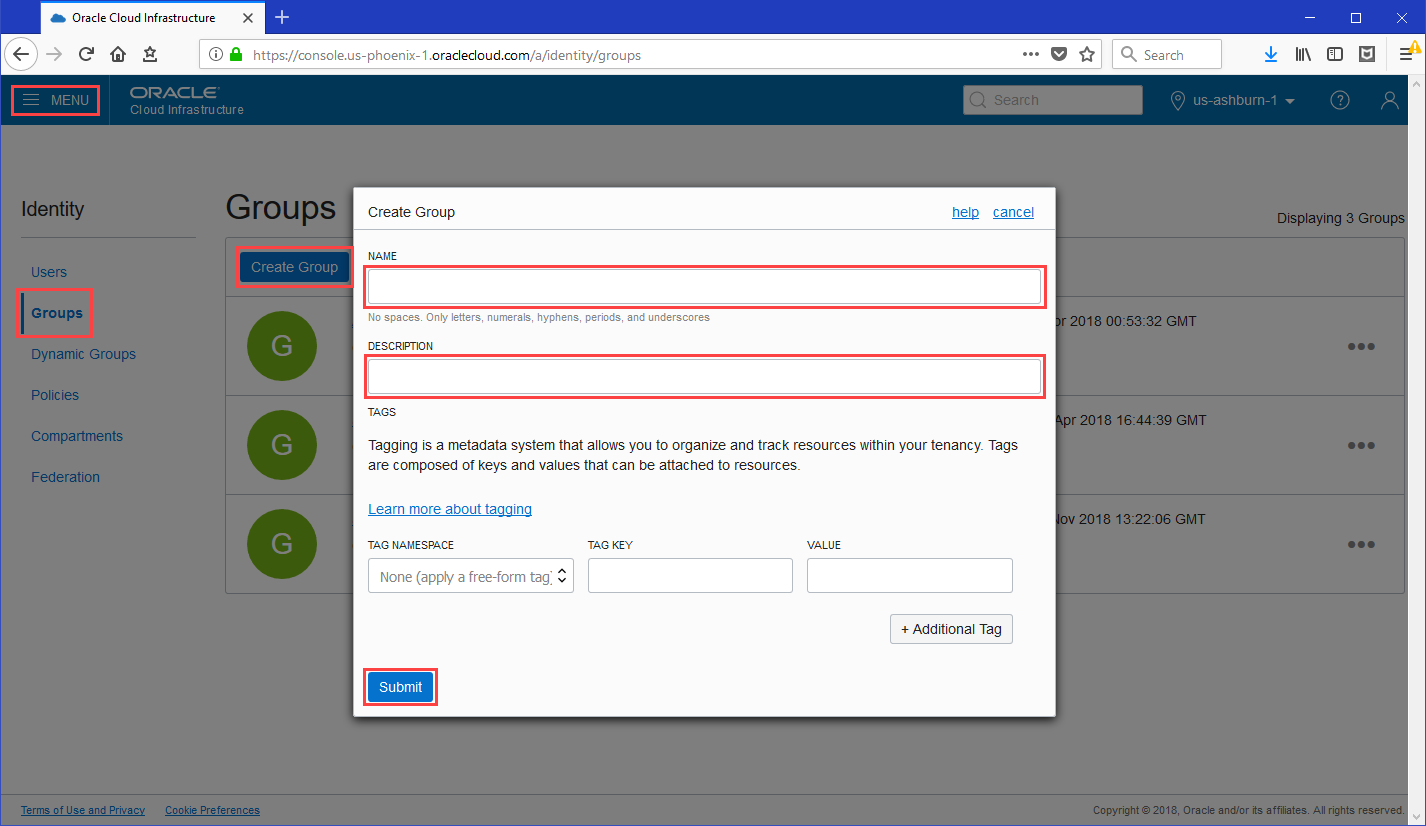 Oracle Cloud Infrastructure
https://console.us-phoenix-1.oraclecloud.com/a/identity/groups
Search
MENU
ORACLE
Cloud Infrastructure
Search
us-ashburn-1
Identity
Users
Groups
Dynamic Groups
Policies
Compartments
Federation
Groups
Displaying 3 Groups
Create Group
G
2018 00:53:32 GMT
G
Apr 2018 16:44:39 GMT
G
2018 13:22:06 GMT
Create Group
help
cancel
NAME
No spaces. Only letters, numerals, hyphens, periods, and underscores
DESCRIPTION
TAGS
Tagging is a metadata system that allows you to organize and track resources within your tenancy. Tags
are composed of keys and values that can be attached to resources.
Learn more about tagging
TAG NAMESPACE
TAG KEY
VALUE
None (apply a free-form tag)
+ Additional Tag
Submit
Terms of Use and Privacy
Cookie Preferences
Copyright © 2018, Oracle and/or its affiliates. All rights reserved.